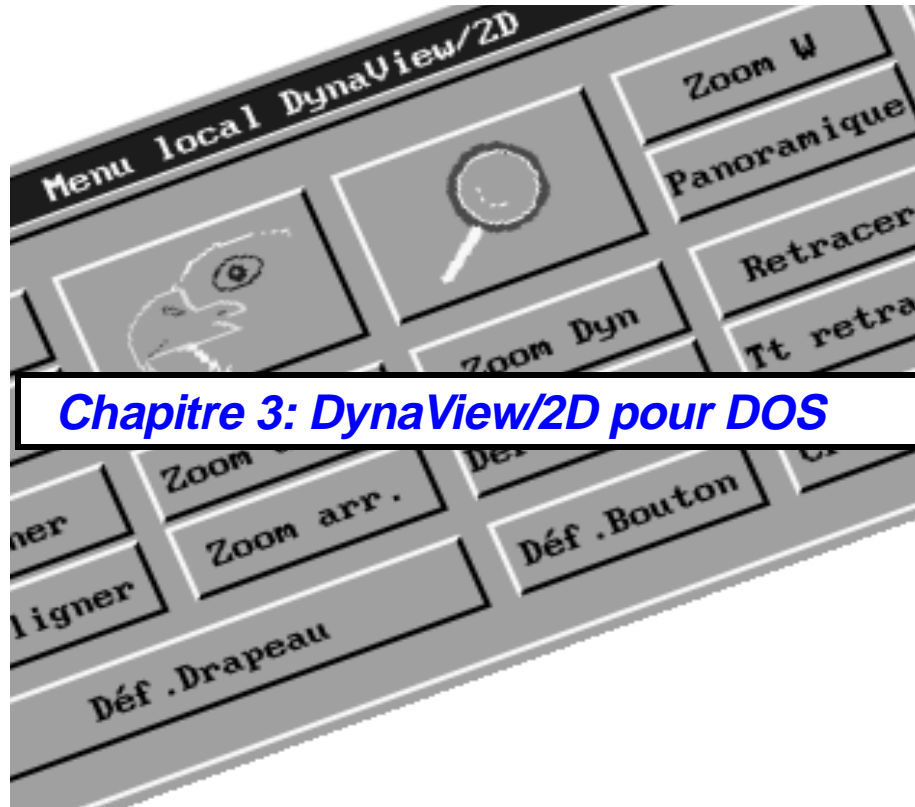 Menu local DynaView/2D
Zoom W
Panoramique
Retracer
Zoom Dyn
Tt retra
Chapitre 3: DynaView/2D pour DOS
Zoom
ner
Zoom arr.
Déf.Bouton
ligner
Déf.Drapeau